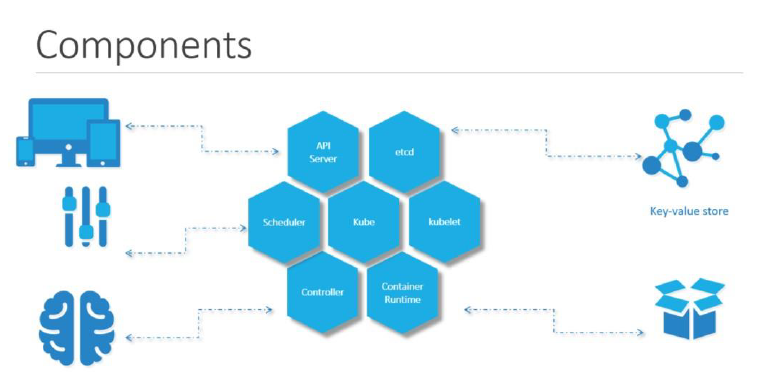 Components
API
Server
etcd
Scheduler
Kube
kubelet
Key-value store
Controller
Container
Runtime